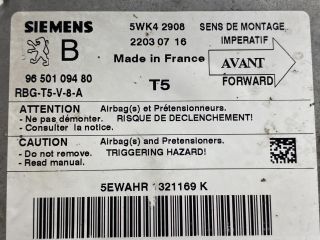 SIEMENS 5WK4 2908 SENS DE MONTAGE
B 2203 07 16 IMPERATIF
Made in France AVANT
96 501 094 80 T5 FORWARD
RBG-T5-V-8-A
ATTENTION Airbag(s) et Prétensionneurs.
- Ne pas démonter. RISQUE DE DECLENCHEMENT!
- Consulter la notice.
CAUTION Airbag(s) and Pretensioners.
- Do not remove. TRIGGERING HAZARD!
- Read manual.
5EWAHR 1321169 K